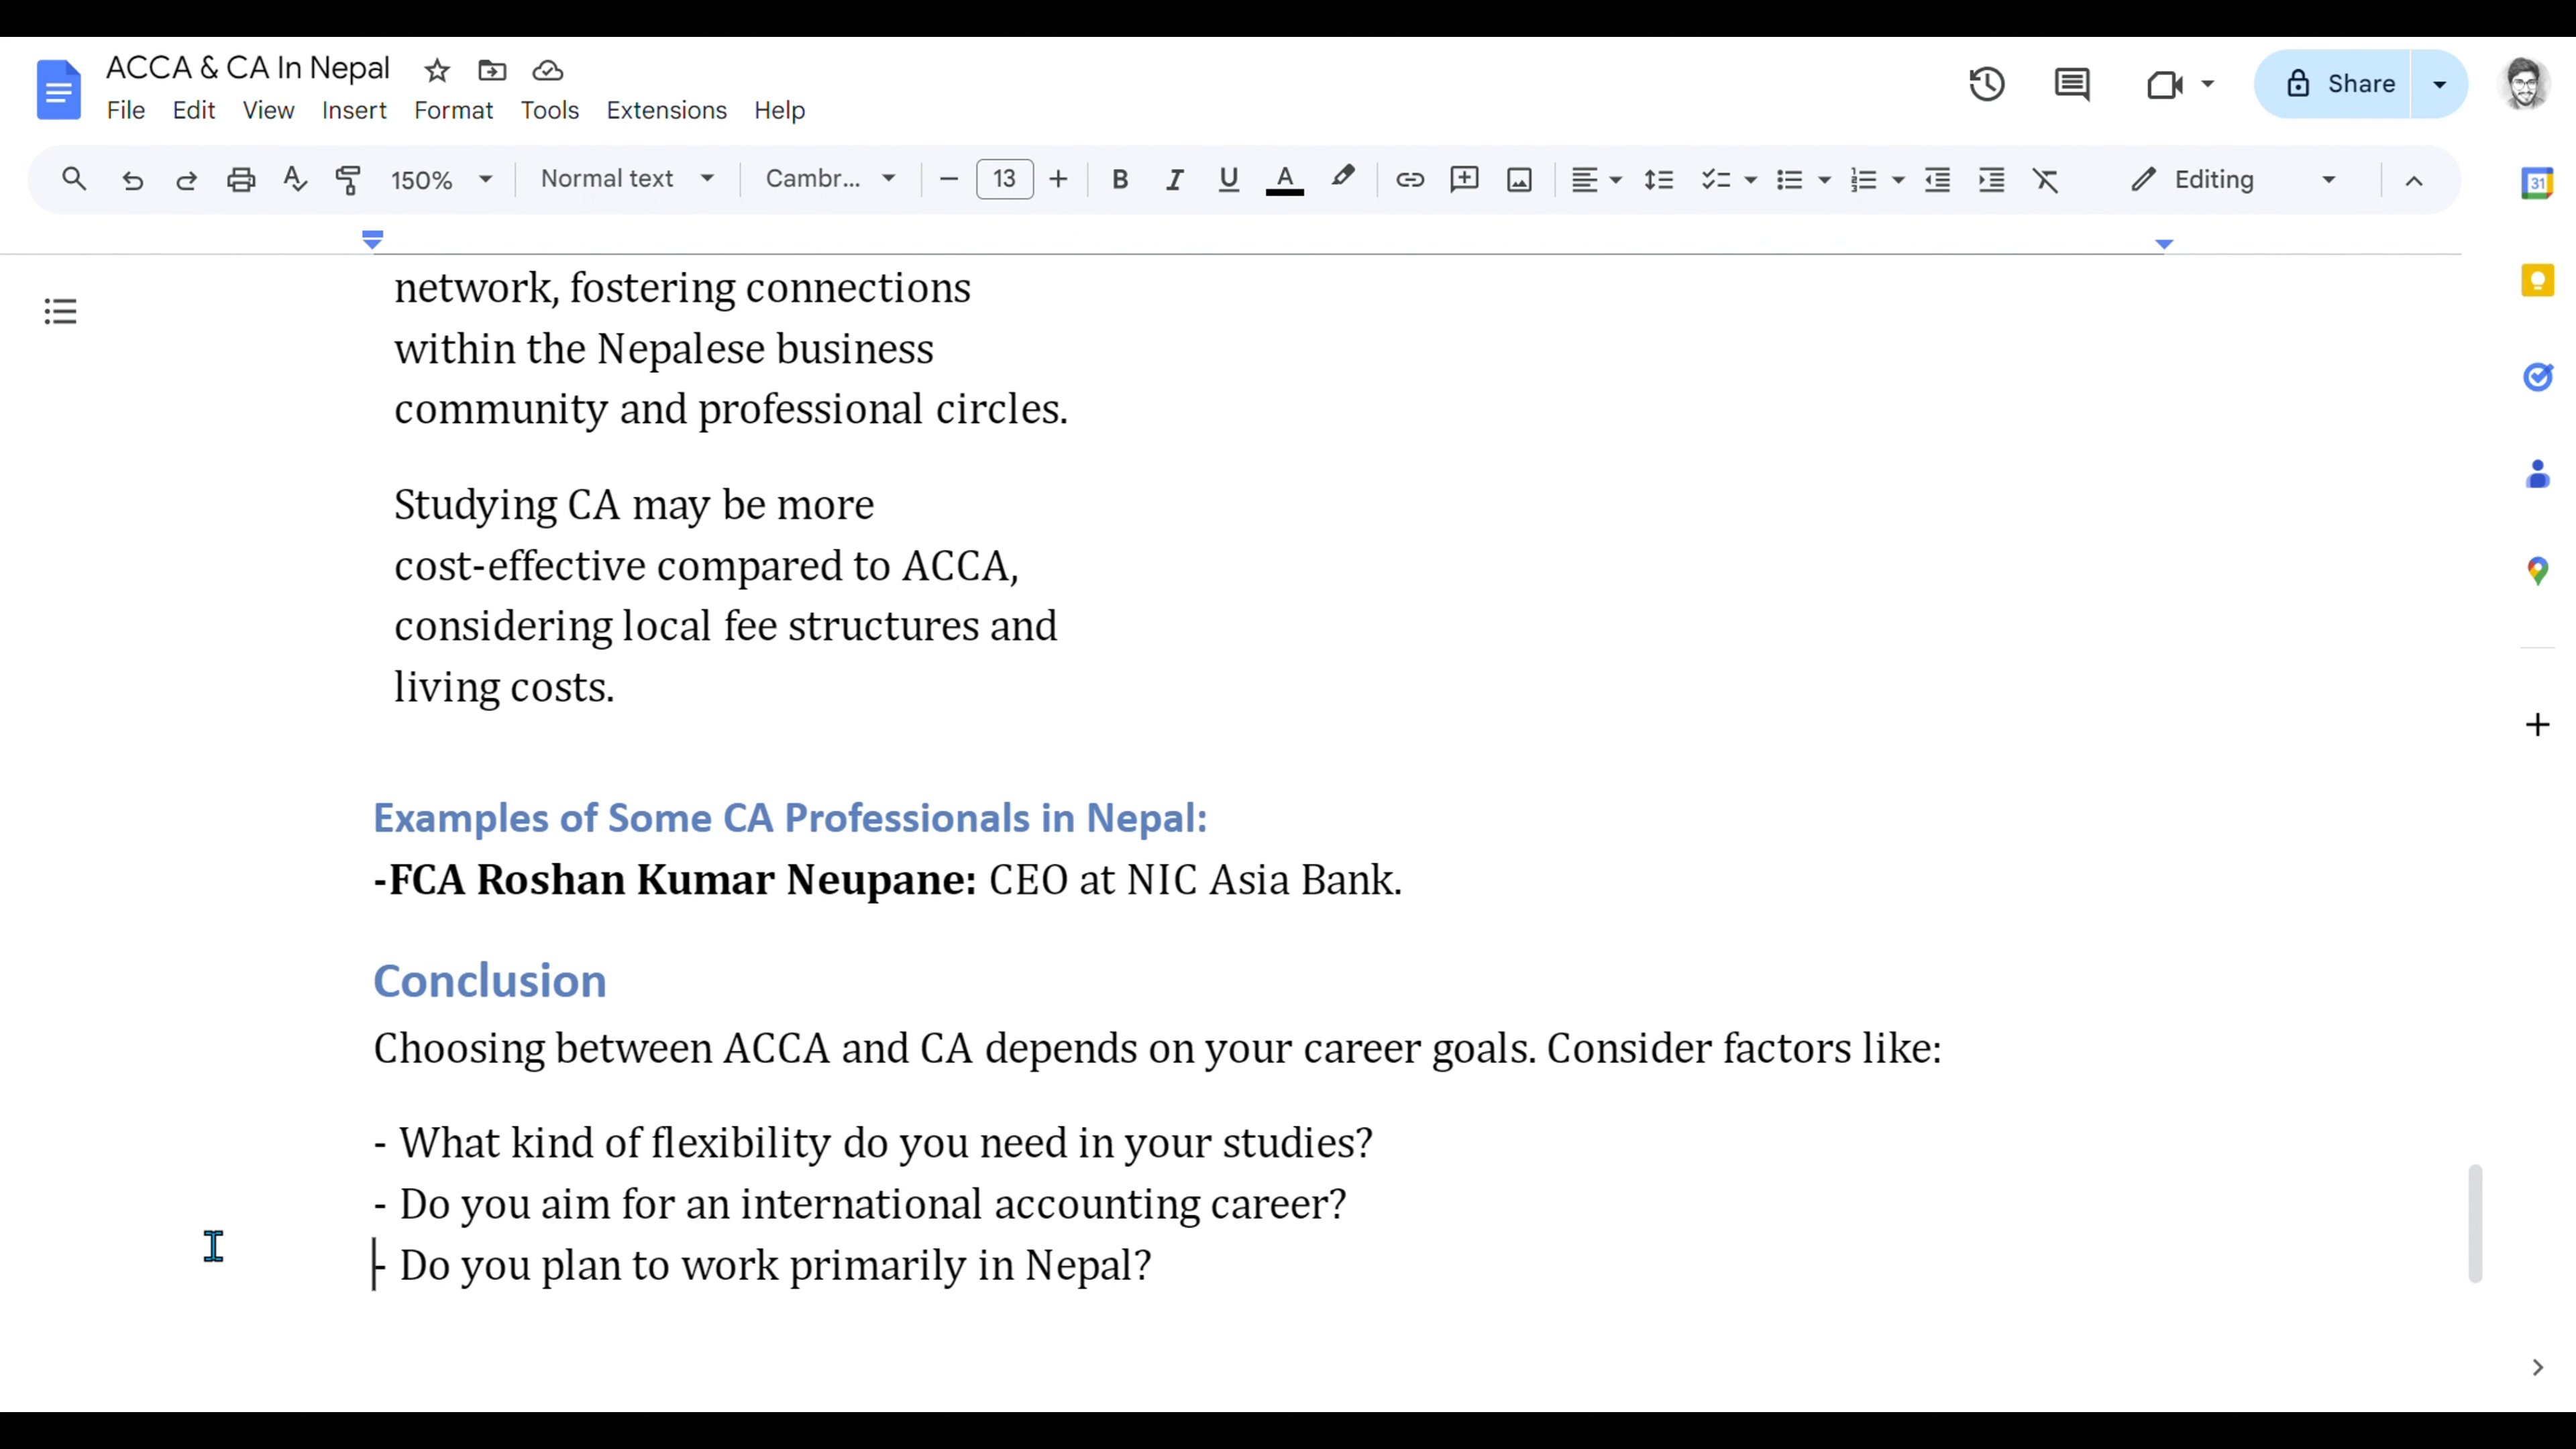 ACCA & CA In Nepal
File Edit View Insert Format Tools Extensions Help
Share
150% Normal text Cambr... 13 B I U A Editing
31
network, fostering connections
within the Nepalese business
community and professional circles.
Studying CA may be more
cost-effective compared to ACCA,
considering local fee structures and
living costs.
Examples of Some CA Professionals in Nepal:
-FCA Roshan Kumar Neupane: CEO at NIC Asia Bank.
Conclusion
Choosing between ACCA and CA depends on your career goals. Consider factors like:
- What kind of flexibility do you need in your studies?
- Do you aim for an international accounting career?
- Do you plan to work primarily in Nepal?